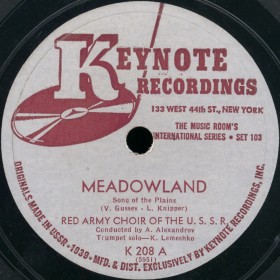 KEYNOTE
RECORDINGS
133 WEST 44th ST., NEW YORK
THE MUSIC ROOM'S
INTERNATIONAL SERIES • SET 103
MEADOWLAND
Song of the Plains
(V. Gussev - L. Knipper)
RED ARMY CHOIR OF THE U. S. S. R.
Conducted by A. Alexandrov
Trumpet solo—K. Lemeshko
K 208 A
(5951)
ORIGINALS MADE IN USSR-1939-MFD. & DIST. EXCLUSIVELY BY KEYNOTE RECORDINGS, INC.